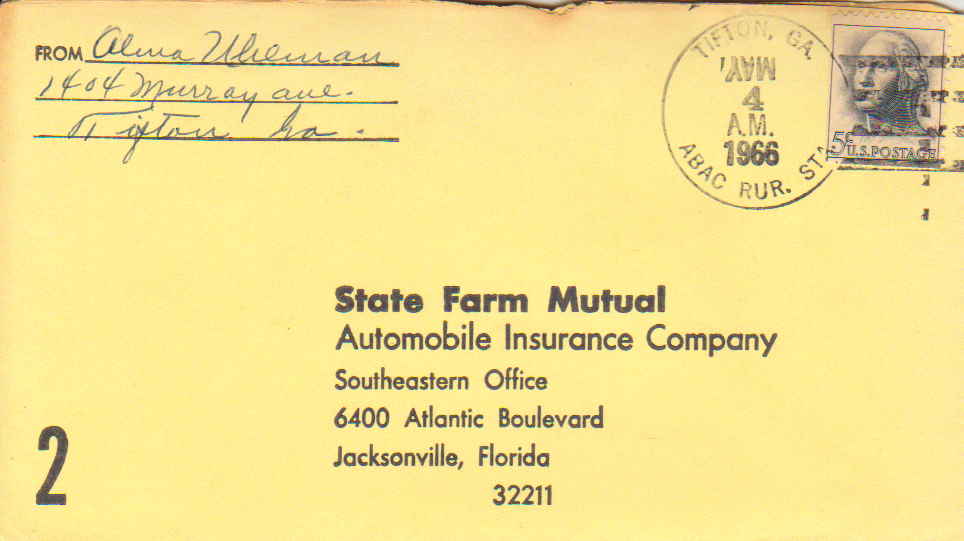 FROM Alma Wieman
1404 Murray ave.
Tifton Ga.
TIFTON, GA.
MAY
4
A.M.
1966
ABAC RUR. STA.
5¢
U.S. POSTAGE
State Farm Mutual
Automobile Insurance Company
Southeastern Office
6400 Atlantic Boulevard
Jacksonville, Florida
32211
2